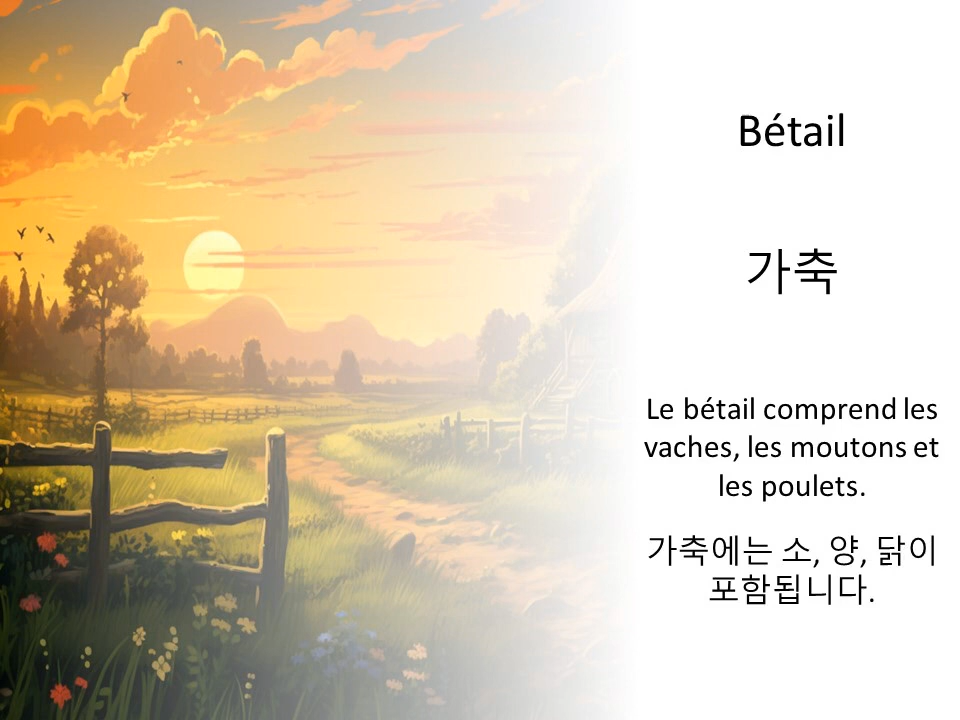 Bétail
가축
Le bétail comprend les
vaches, les moutons et
les poulets.
가축에는 소, 양, 닭이
포함됩니다.